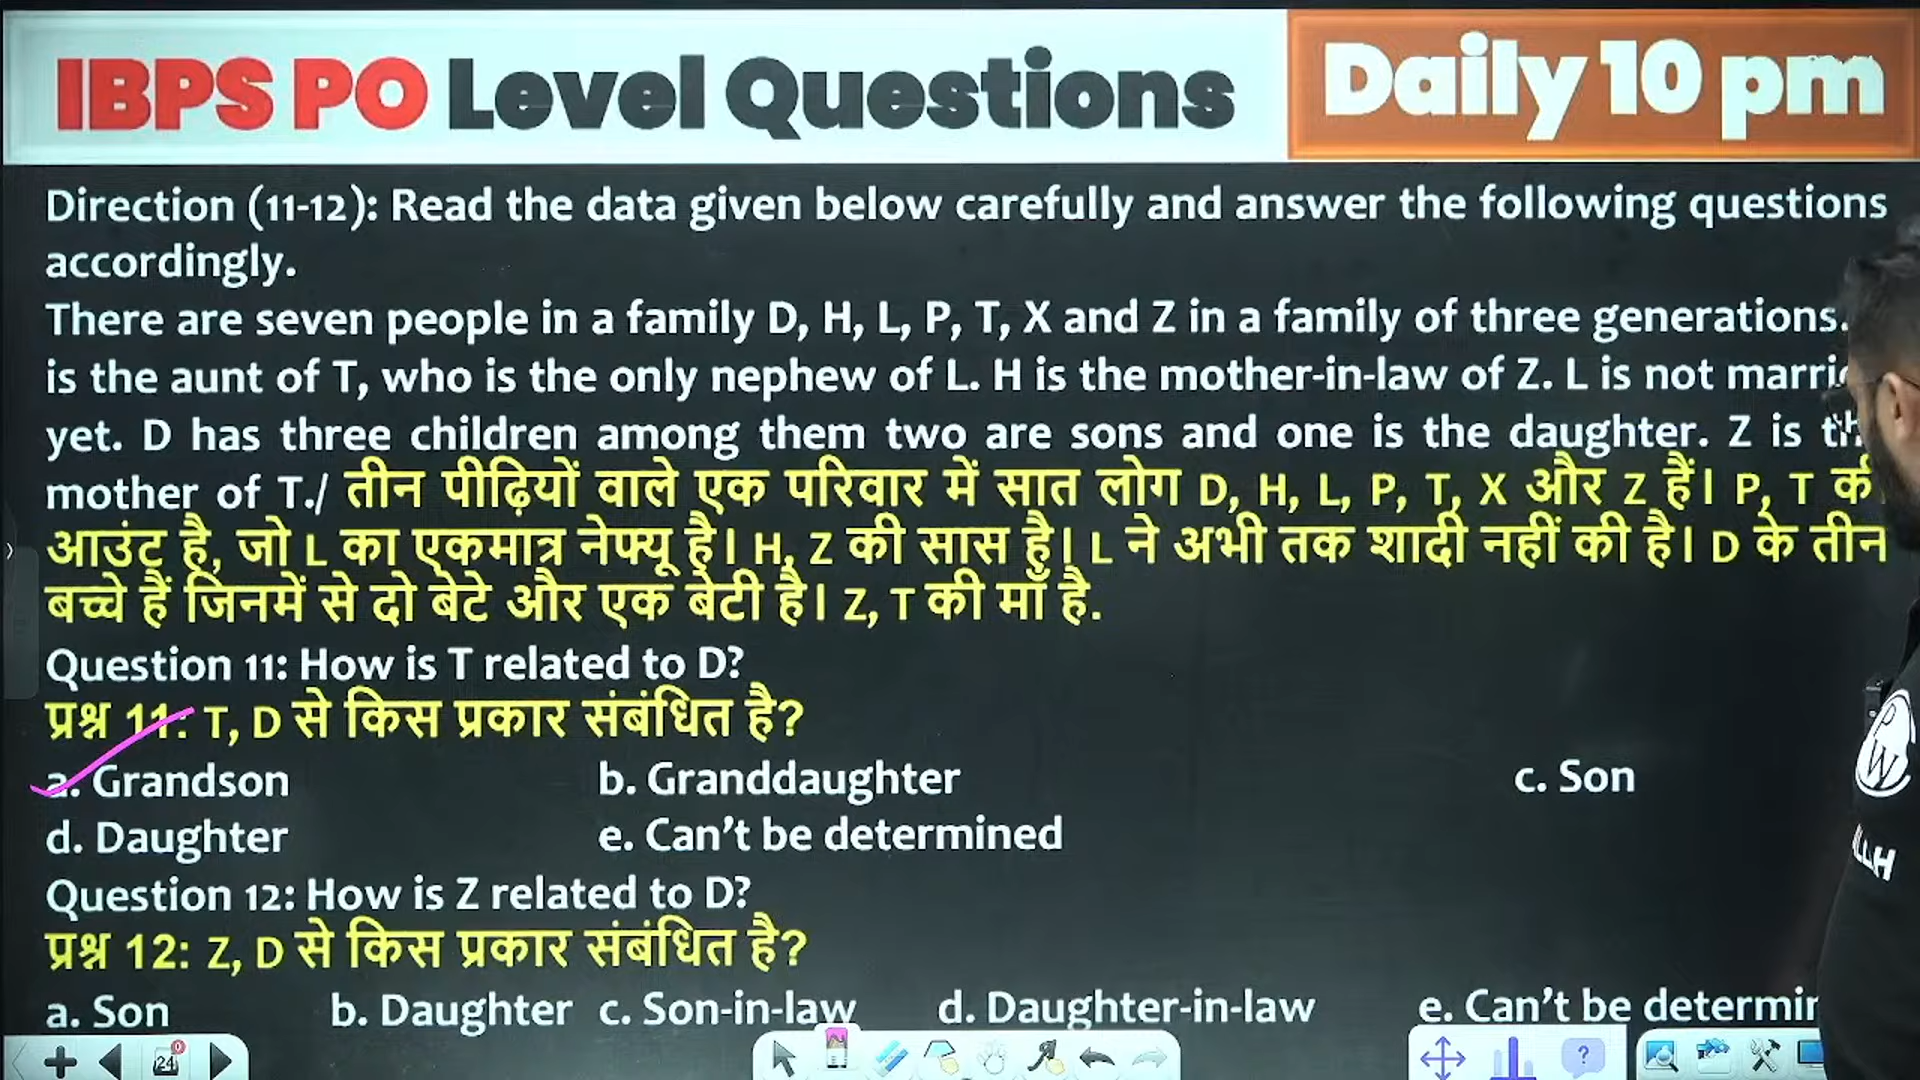 IBPS PO Level Questions
Daily 10 pm
Direction (11-12): Read the data given below carefully and answer the following questions
accordingly.
There are seven people in a family D, H, L, P, T, X and Z in a family of three generations.
is the aunt of T, who is the only nephew of L. H is the mother-in-law of Z. L is not
yet. D has three children among them two are sons and one is the daughter. Z is
mother of T./ तीन पीढ़ियों वाले एक परिवार में सात लोग D, H, L, P, T, X और Z हैं। P, T की
आउंट है, जो L का एकमात्र नेफ्यू है। H, Z की सास है। L ने अभी तक शादी नहीं की है। D के तीन
बच्चे हैं जिनमें से दो बेटे और एक बेटी है। Z, T की माँ है.
Question 11: How is T related to D?
प्रश्न 11: T, D से किस प्रकार संबंधित है?
a. Grandson b. Granddaughter c. Son
d. Daughter e. Can't be determined
Question 12: How is Z related to D?
प्रश्न 12: Z, D से किस प्रकार संबंधित है?
a. Son b. Daughter c. Son-in-law d. Daughter-in-law e. Can't be
24
0
PW